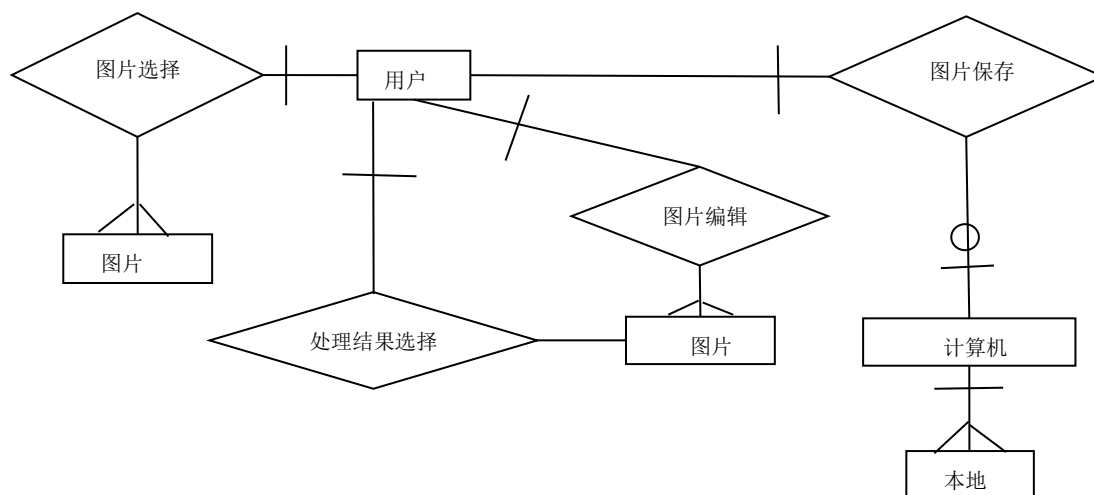 图片选择
用户
图片保存
图片编辑
图片
处理结果选择
图片
计算机
本地